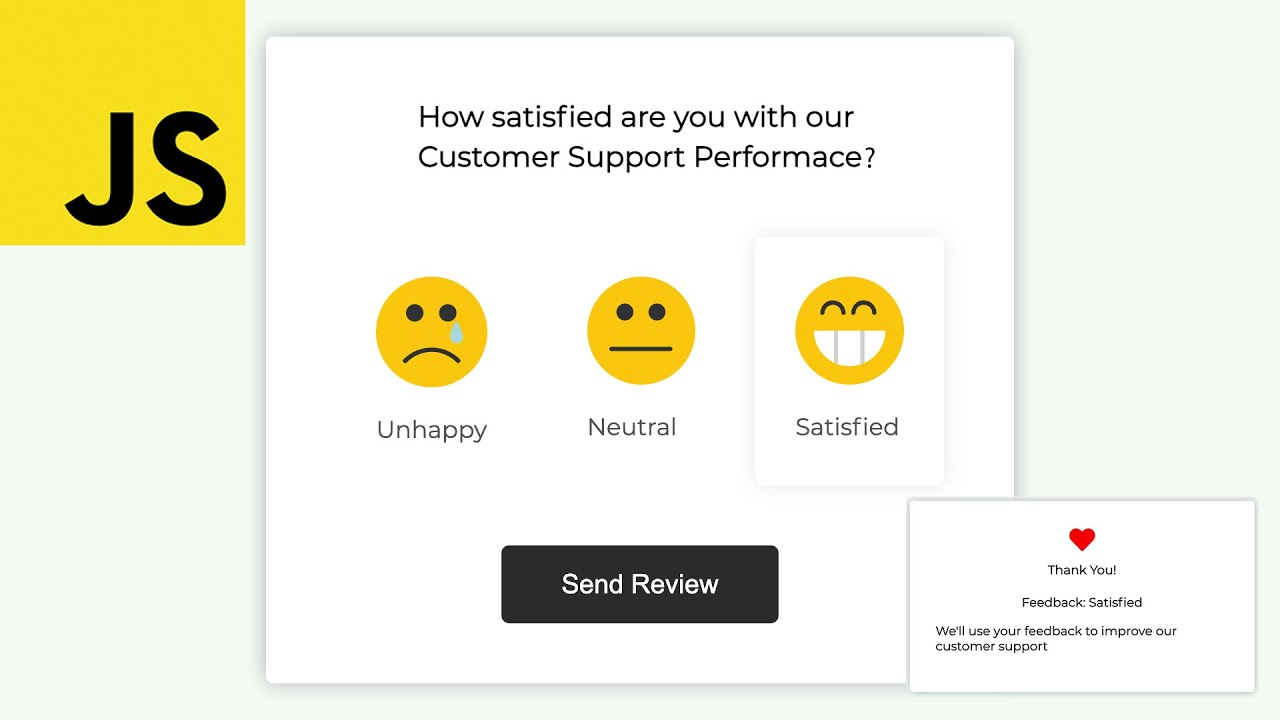 JS
How satisfied are you with our
Customer Support Performace?
Unhappy
Neutral
Satisfied
Send Review
Thank You!
Feedback: Satisfied
We'll use your feedback to improve our
customer support